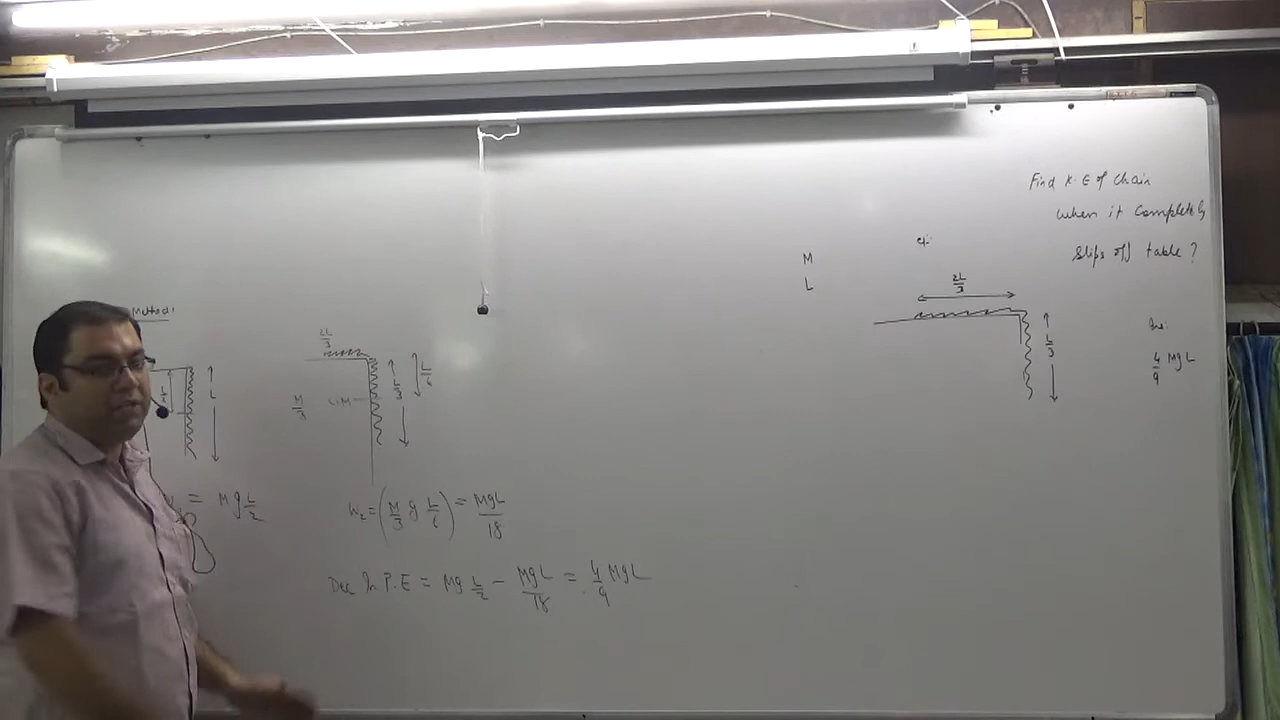 Find K.E of Chain
when it completely
slips off table?
M
L
2L/3
L/3
Ans:
4/9 MgL
Method:
L
2L/3
L/3
L/6
M/3
C.M
= Mg L/2
W₂ = (M/3 g L/6) = MgL/18
Dec In P.E = Mg L/2 - MgL/18 = 4/9 MgL